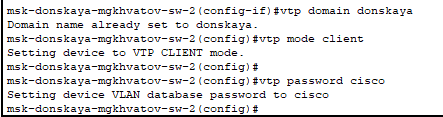 msk-donskaya-mgkhvatov-sw-2(config-if)#vtp domain donskaya
Domain name already set to donskaya.
msk-donskaya-mgkhvatov-sw-2(config)#vtp mode client
Setting device to VTP CLIENT mode.
msk-donskaya-mgkhvatov-sw-2(config)#
msk-donskaya-mgkhvatov-sw-2(config)#vtp password cisco
Setting device VLAN database password to cisco
msk-donskaya-mgkhvatov-sw-2(config)#